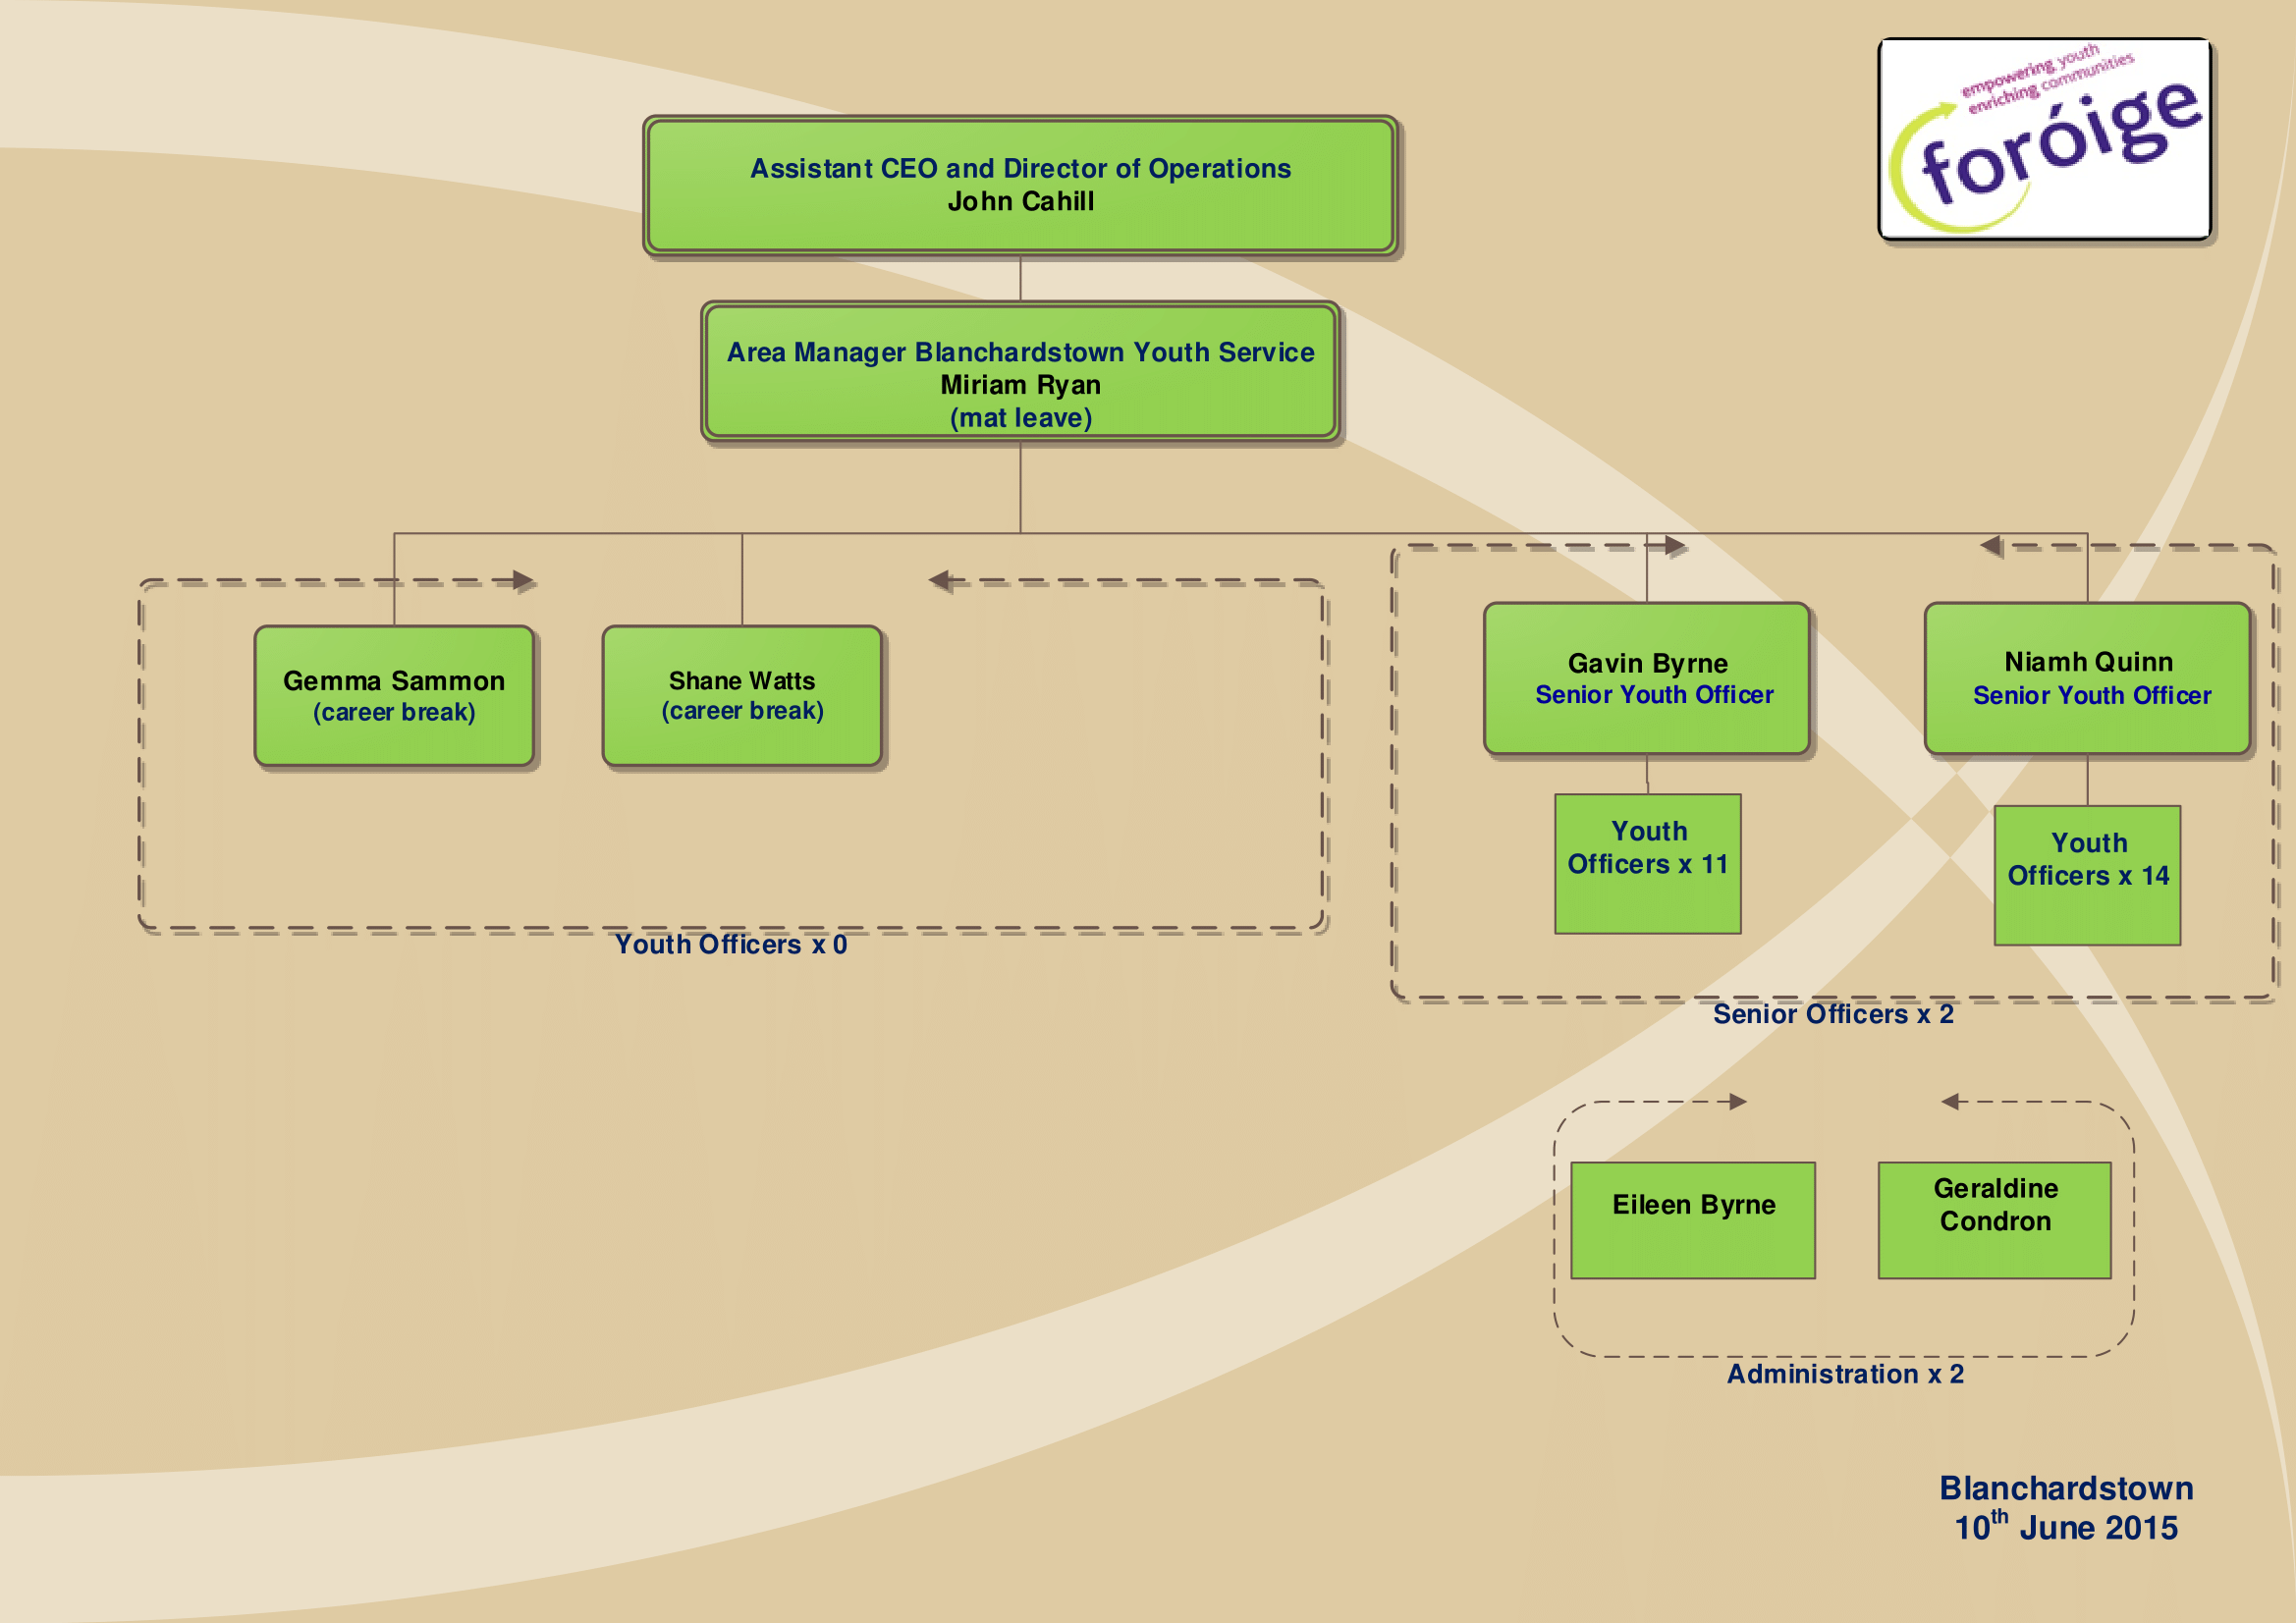 empowering youth
enriching communities
foróige
Assistant CEO and Director of Operations
John Cahill
Area Manager Blanchardstown Youth Service
Miriam Ryan
(mat leave)
Gemma Sammon
(career break)
Shane Watts
(career break)
Youth Officers x 0
Gavin Byrne
Senior Youth Officer
Niamh Quinn
Senior Youth Officer
Youth
Officers x 11
Youth
Officers x 14
Senior Officers x 2
Eileen Byrne
Geraldine
Condron
Administration x 2
Blanchardstown
10th June 2015